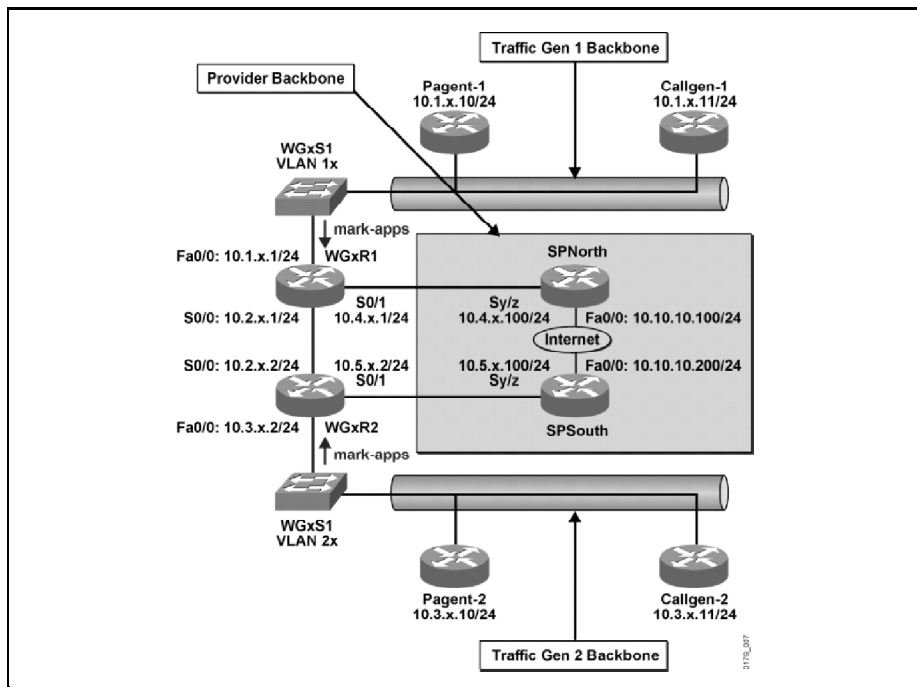 Traffic Gen 1 Backbone
Provider Backbone
Pagent-1
10.1.x.10/24
Callgen-1
10.1.x.11/24
WGxS1
VLAN 1x
mark-apps
Fa0/0: 10.1.x.1/24
WGxR1
SPNorth
S0/1
10.4.x.1/24
Sy/z
10.4.x.100/24
S0/0: 10.2.x.1/24
Fa0/0: 10.10.10.100/24
Internet
S0/0: 10.2.x.2/24
10.5.x.2/24
S0/1
10.5.x.100/24
Sy/z
Fa0/0: 10.10.10.200/24
Fa0/0: 10.3.x.2/24
WGxR2
SPSouth
mark-apps
WGxS1
VLAN 2x
Pagent-2
10.3.x.10/24
Callgen-2
10.3.x.11/24
Traffic Gen 2 Backbone